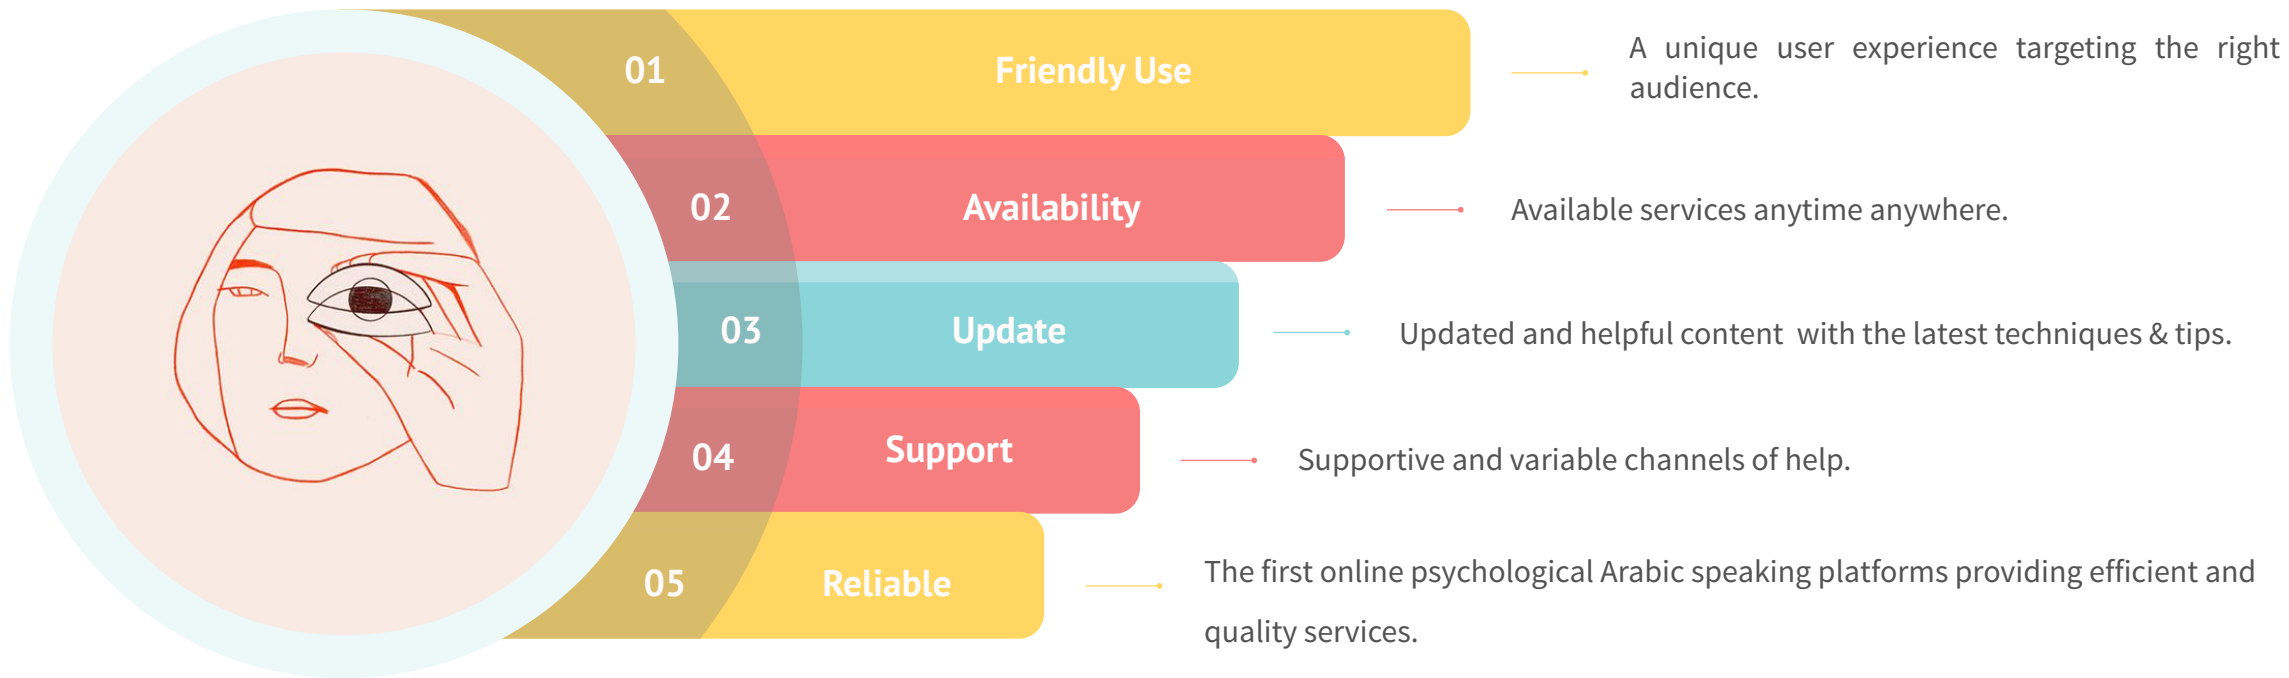 01
Friendly Use
A unique user experience targeting the right
audience.
02
Availability
Available services anytime anywhere.
03
Update
Updated and helpful content  with the latest techniques & tips.
04
Support
Supportive and variable channels of help.
05
Reliable
The first online psychological Arabic speaking platforms providing efficient and
quality services.